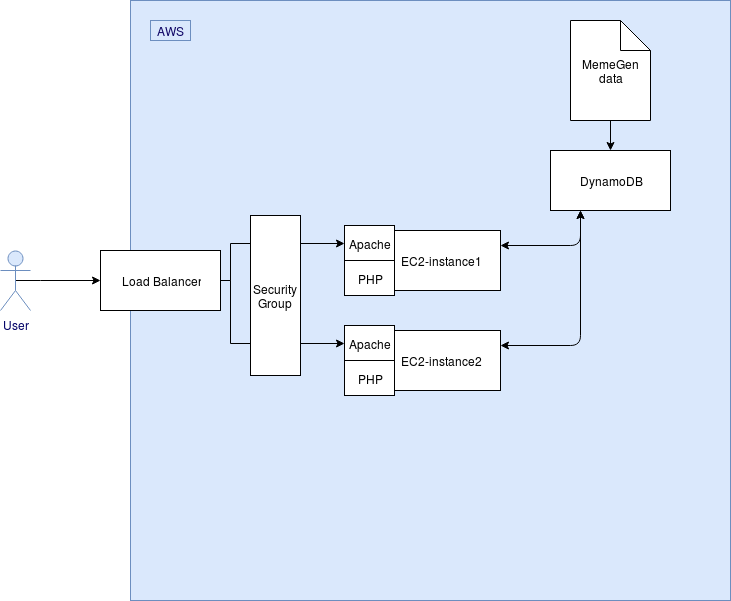 AWS
MemeGen
data
DynamoDB
Apache
PHP
EC2-instance1
Load Balancer
Security
Group
User
Apache
PHP
EC2-instance2